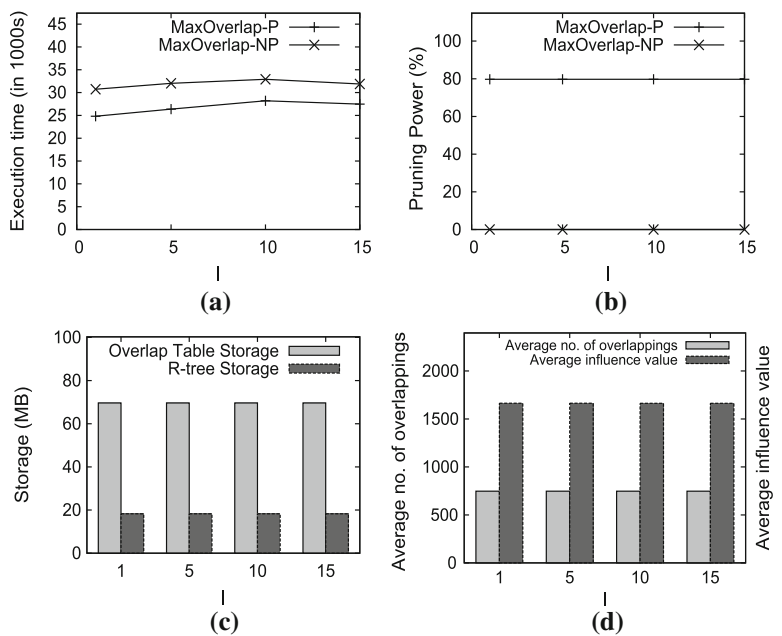 MaxOverlap-P
MaxOverlap-NP
Execution time (in 1000s)
45
40
35
30
25
20
15
10
5
0
0 5 10 15
l
(a)
MaxOverlap-P
MaxOverlap-NP
Pruning Power (%)
100
80
60
40
20
0
0 5 10 15
l
(b)
Overlap Table Storage
R-tree Storage
Storage (MB)
100
80
60
40
20
0
1 5 10 15
l
(c)
Average no. of overlappings
Average influence value
Average no. of overlappings
2000
1500
1000
500
0
1 5 10 15
l
Average influence value
(d)